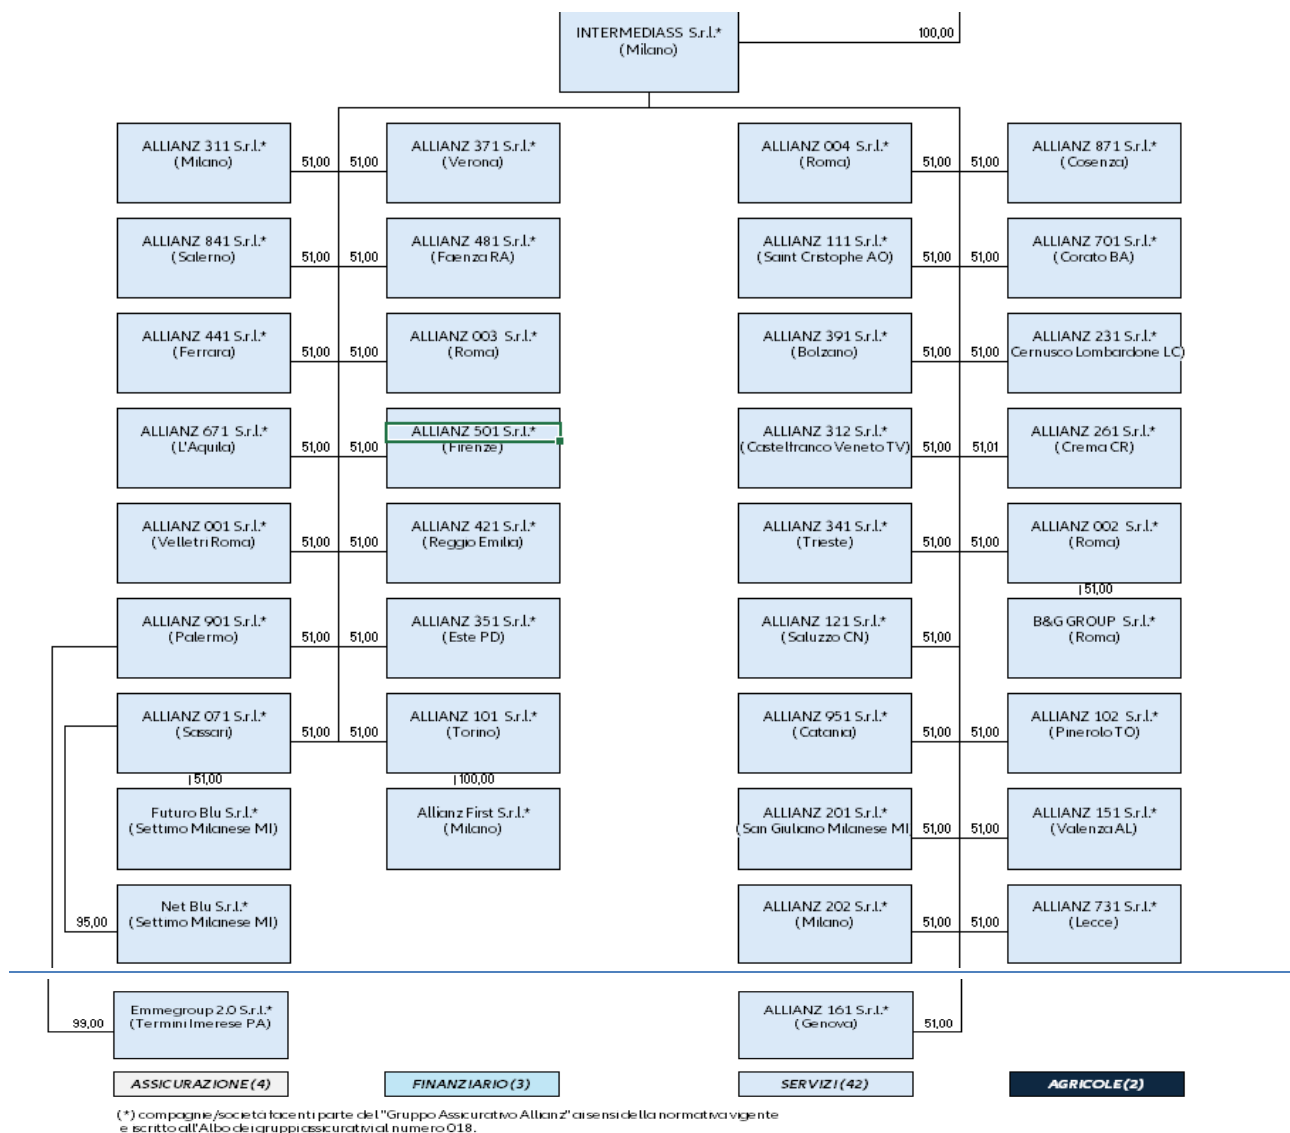 INTERMEDIASS S.r.l.*
(Milano)
100,00
ALLIANZ 311 S.r.l.*
(Milano)
51,00
51,00
ALLIANZ 371 S.r.l.*
(Verona)
ALLIANZ 004 S.r.l.*
(Roma)
51,00
51,00
ALLIANZ 871 S.r.l.*
(Cosenza)
ALLIANZ 841 S.r.l.*
(Salerno)
51,00
51,00
ALLIANZ 481 S.r.l.*
(Faenza RA)
ALLIANZ 111 S.r.l.*
(Saint Cristophe AO)
51,00
51,00
ALLIANZ 701 S.r.l.*
(Corato BA)
ALLIANZ 441 S.r.l.*
(Ferrara)
51,00
51,00
ALLIANZ 003 S.r.l.*
(Roma)
ALLIANZ 391 S.r.l.*
(Bolzano)
51,00
51,00
ALLIANZ 231 S.r.l.*
Cernusco Lombardone LC)
ALLIANZ 671 S.r.l.*
(L'Aquila)
51,00
51,00
ALLIANZ 501 S.r.l.*
(Firenze)
ALLIANZ 312 S.r.l.*
(Castelfranco Veneto TV)
51,00
51,01
ALLIANZ 261 S.r.l.*
(Crema CR)
ALLIANZ 001 S.r.l.*
(Velletri Roma)
51,00
51,00
ALLIANZ 421 S.r.l.*
(Reggio Emilia)
ALLIANZ 341 S.r.l.*
(Trieste)
51,00
51,00
ALLIANZ 002 S.r.l.*
(Roma)
51,00
ALLIANZ 901 S.r.l.*
(Palermo)
51,00
51,00
ALLIANZ 351 S.r.l.*
(Este PD)
ALLIANZ 121 S.r.l.*
(Saluzzo CN)
51,00
B&G GROUP S.r.l.*
(Roma)
ALLIANZ 071 S.r.l.*
(Sassari)
51,00
51,00
ALLIANZ 101 S.r.l.*
(Torino)
ALLIANZ 951 S.r.l.*
(Catania)
51,00
51,00
ALLIANZ 102 S.r.l.*
(Pinerolo TO)
51,00
100,00
Futuro Blu S.r.l.*
(Settimo Milanese MI)
Allianz First S.r.l.*
(Milano)
ALLIANZ 201 S.r.l.*
(San Giuliano Milanese MI
51,00
51,00
ALLIANZ 151 S.r.l.*
(Valenza AL)
95,00
Net Blu S.r.l.*
(Settimo Milanese MI)
ALLIANZ 202 S.r.l.*
(Milano)
51,00
51,00
ALLIANZ 731 S.r.l.*
(Lecce)
99,00
Emmegroup 2.0 S.r.l.*
(Termini Imerese PA)
ALLIANZ 161 S.r.l.*
(Genova)
51,00
ASSICURAZIONE (4)
FINANZIARIO (3)
SERVIZI (42)
AGRICOLE (2)
(*) compagnie/società facenti parte del "Gruppo Assicurativo Allianz" ai sensi della normativa vigente
e iscritto all'Albo dei gruppi assicurativi al numero 018.